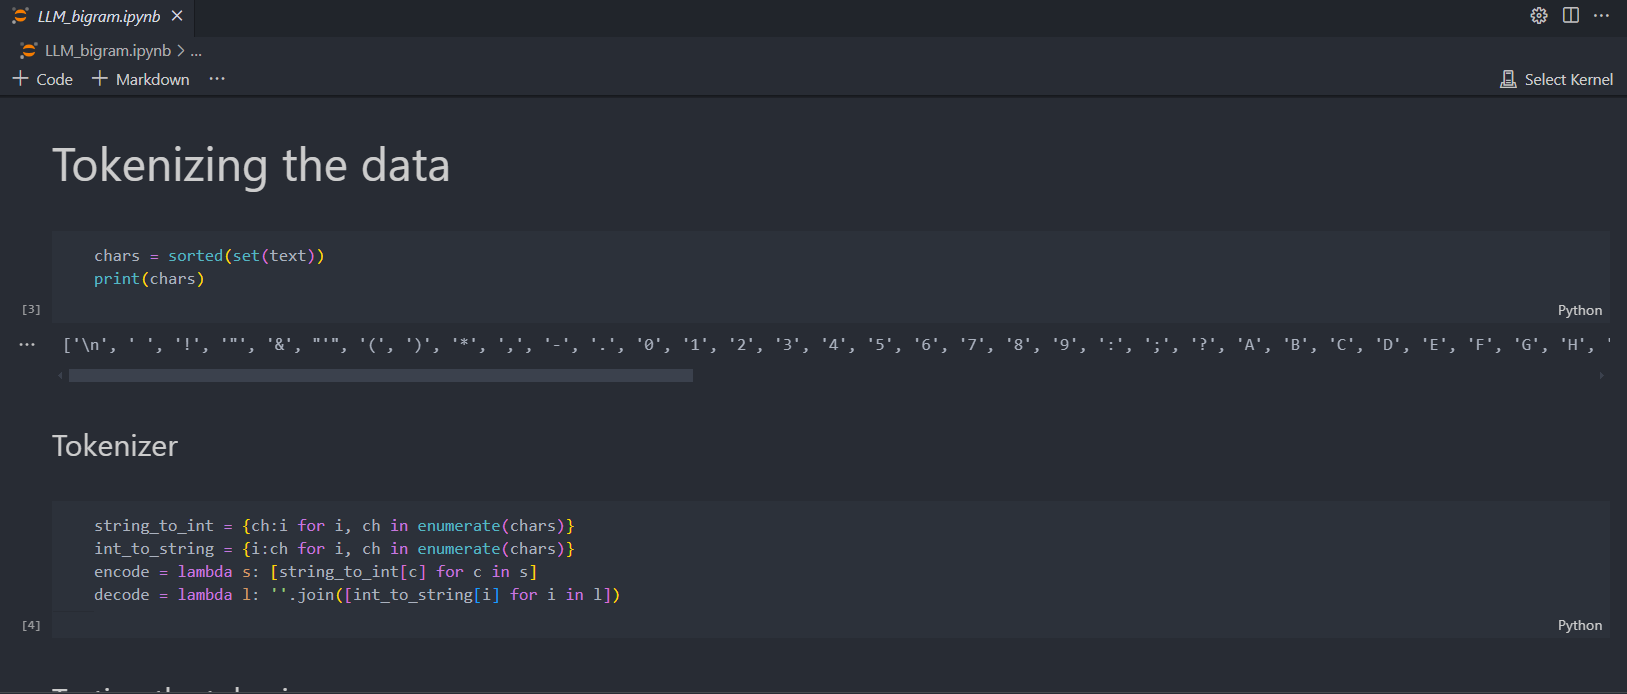 LLM_bigram.ipynb
LLM_bigram.ipynb > ...
+ Code + Markdown ... Select Kernel
Tokenizing the data
chars = sorted(set(text))
print(chars)
[3]
Python
['\n', ' ', '!', '"', '&', "'", '(', ')', '*', ',', '-', '.', '0', '1', '2', '3', '4', '5', '6', '7', '8', '9', ':', ';', '?', 'A', 'B', 'C', 'D', 'E', 'F', 'G', 'H', '
Tokenizer
string_to_int = {ch:i for i, ch in enumerate(chars)}
int_to_string = {i:ch for i, ch in enumerate(chars)}
encode = lambda s: [string_to_int[c] for c in s]
decode = lambda l: ''.join([int_to_string[i] for i in l])
[4]
Python